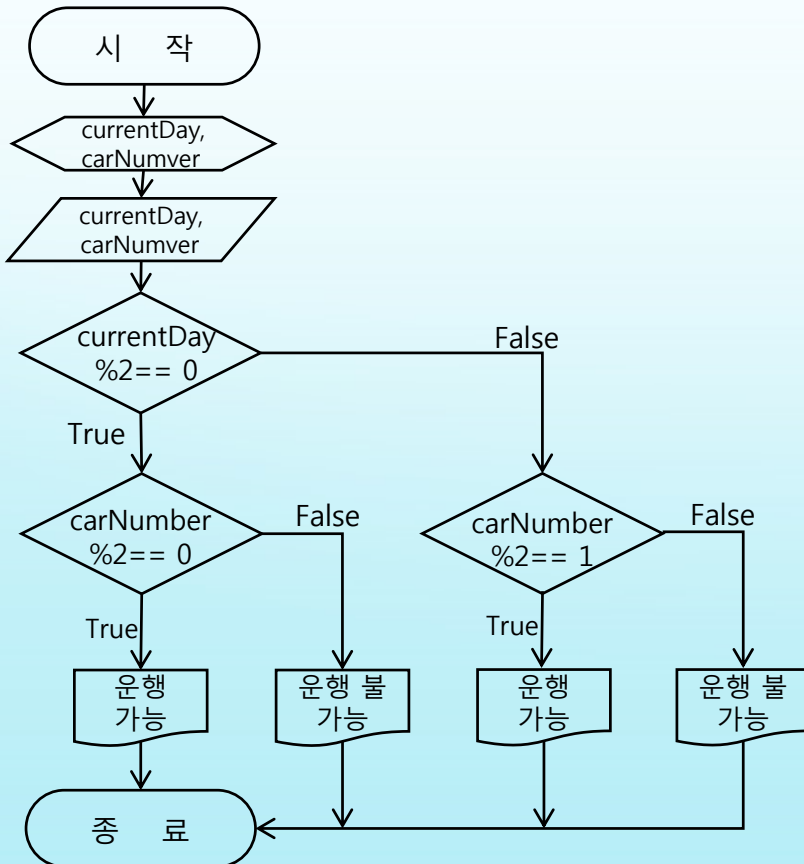 시 작
currentDay,
carNumver
currentDay,
carNumver
currentDay
%2== 0
False
True
carNumber
%2== 0
False
carNumber
%2== 1
False
True
True
운행
가능
운행 불
가능
운행
가능
운행 불
가능
종 료